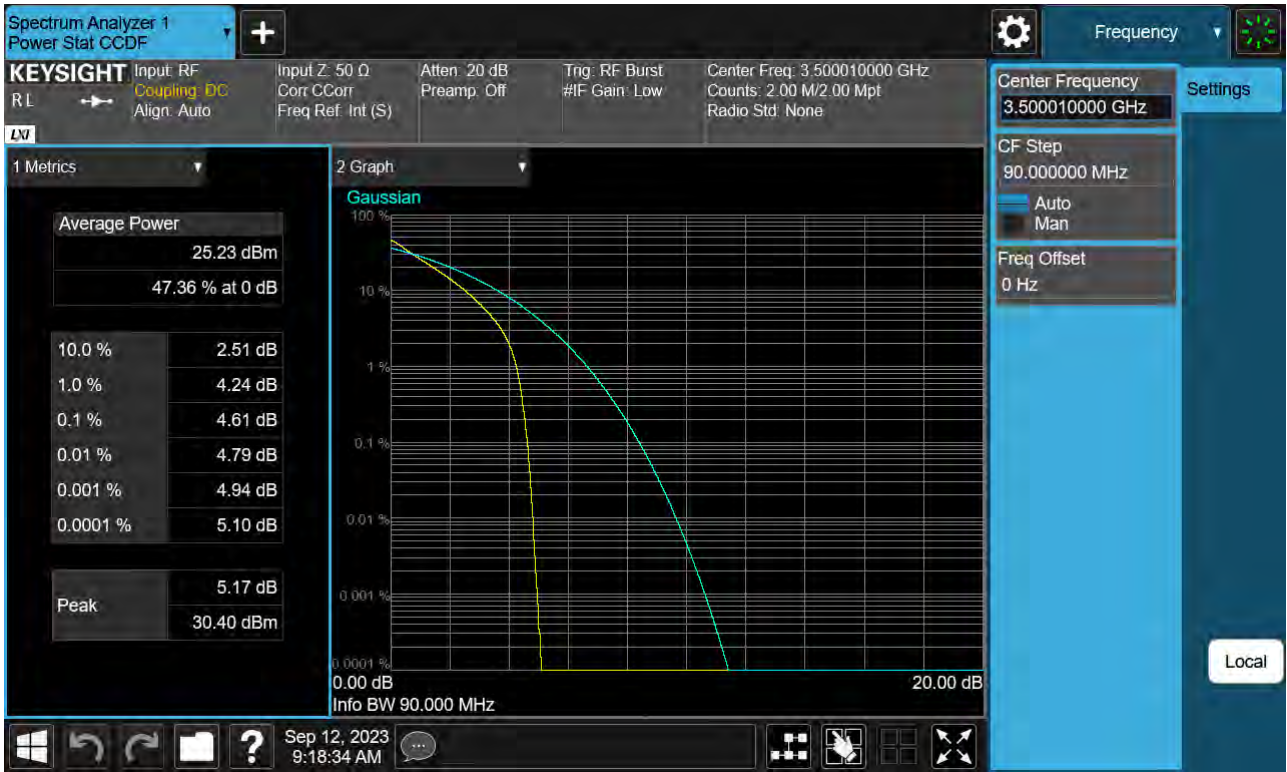 Spectrum Analyzer 1
Power Stat CCDF
Frequency
KEYSIGHT
Input: RF
Coupling: DC
Align: Auto
Input Z: 50 Ω
Corr CCorr
Freq Ref: Int (S)
Atten: 20 dB
Preamp: Off
Trig: RF Burst
#IF Gain: Low
Center Freq: 3.500010000 GHz
Counts: 2.00 M/2.00 Mpt
Radio Std: None
R L
LXI
Center Frequency
3.500010000 GHz
Settings
CF Step
90.000000 MHz
Auto
Man
Freq Offset
0 Hz
1 Metrics
Average Power
25.23 dBm
47.36 % at 0 dB
10.0 % 2.51 dB
1.0 % 4.24 dB
0.1 % 4.61 dB
0.01 % 4.79 dB
0.001 % 4.94 dB
0.0001 % 5.10 dB
Peak
5.17 dB
30.40 dBm
2 Graph
Gaussian
100 %
10 %
1 %
0.1 %
0.01 %
0.001 %
0.0001 %
0.00 dB 20.00 dB
Info BW 90.000 MHz
Local
?
Sep 12, 2023
9:18:34 AM